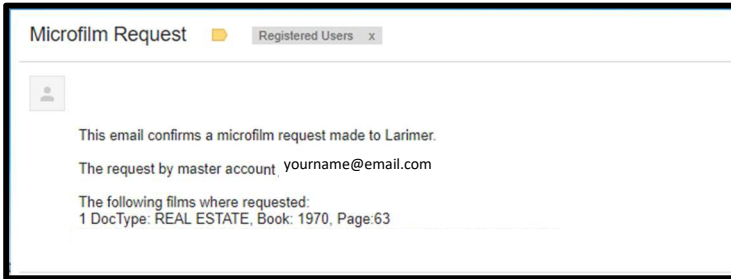 Microfilm Request Registered Users x
This email confirms a microfilm request made to Larimer.
The request by master account, yourname@email.com
The following films where requested:
1 DocType: REAL ESTATE, Book: 1970, Page:63